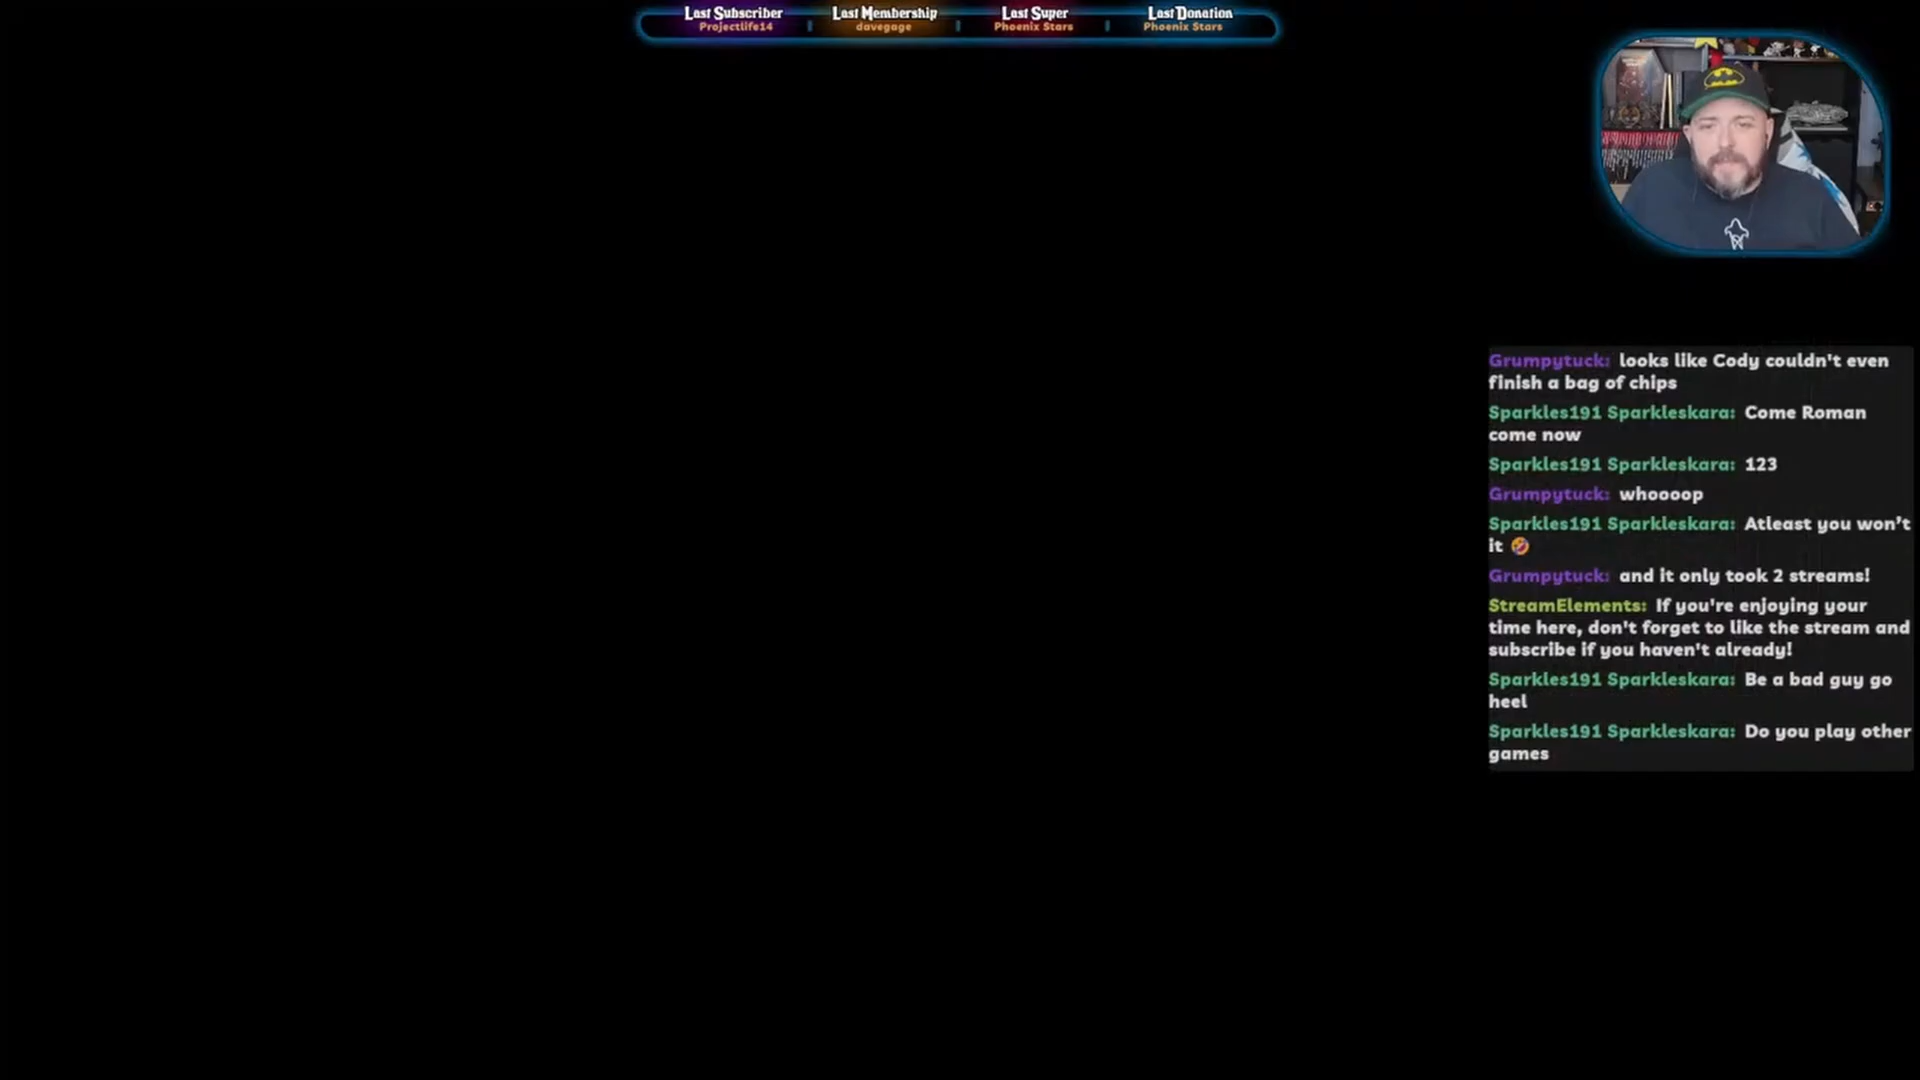 Last Subscriber
Projectlife14
Last Membership
davegage
Last Super
Phoenix Stars
Last Donation
Phoenix Stars
Grumpytuck: looks like Cody couldn't even
finish a bag of chips
Sparkles191 Sparkleskara: Come Roman
come now
Sparkles191 Sparkleskara: 123
Grumpytuck: whoooop
Sparkles191 Sparkleskara: Atleast you won't
it 🤣
Grumpytuck: and it only took 2 streams!
StreamElements: If you're enjoying your
time here, don't forget to like the stream and
subscribe if you haven't already!
Sparkles191 Sparkleskara: Be a bad guy go
heel
Sparkles191 Sparkleskara: Do you play other
games